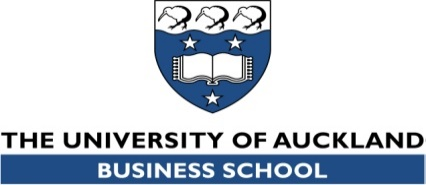 THE UNIVERSITY OF AUCKLAND
BUSINESS SCHOOL